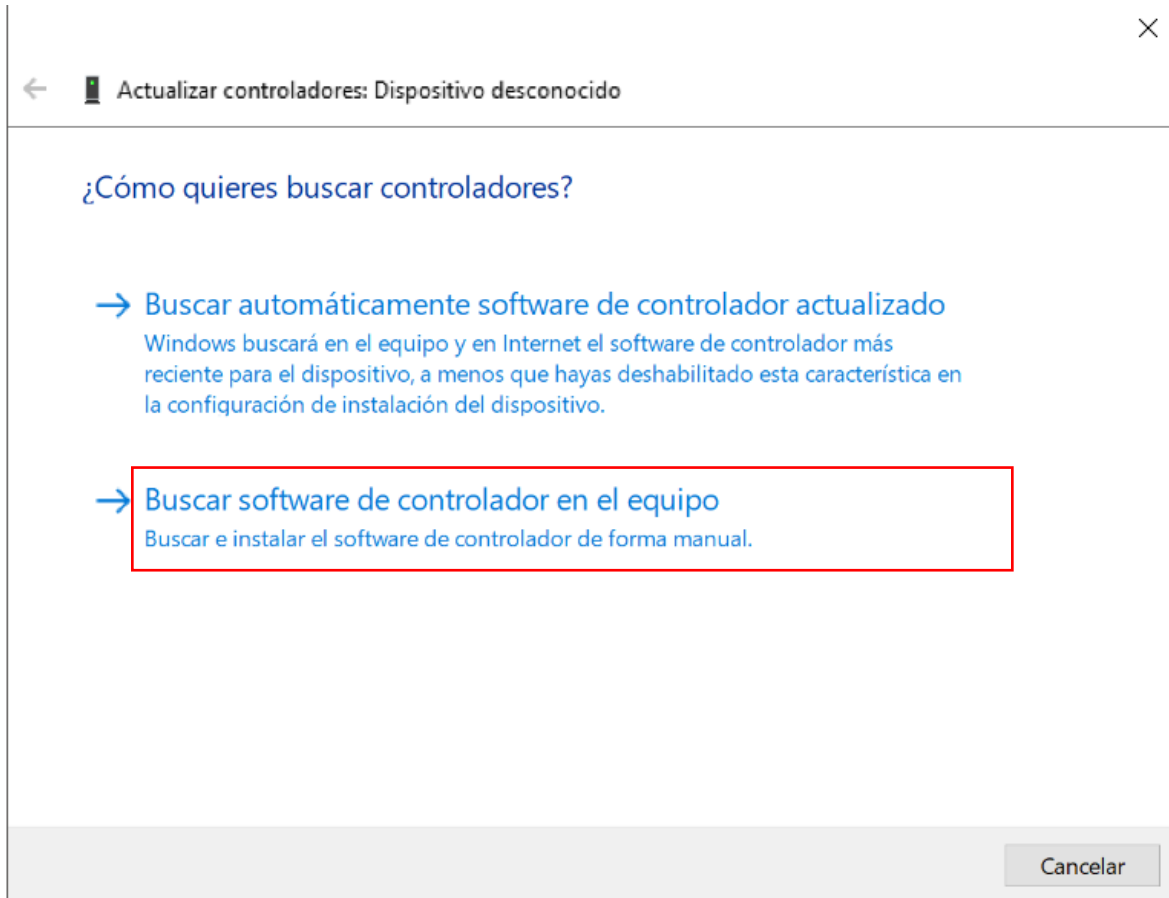 Actualizar controladores: Dispositivo desconocido
¿Cómo quieres buscar controladores?
Buscar automáticamente software de controlador actualizado
Windows buscará en el equipo y en Internet el software de controlador más
reciente para el dispositivo, a menos que hayas deshabilitado esta característica en
la configuración de instalación del dispositivo.
Buscar software de controlador en el equipo
Buscar e instalar el software de controlador de forma manual.
Cancelar